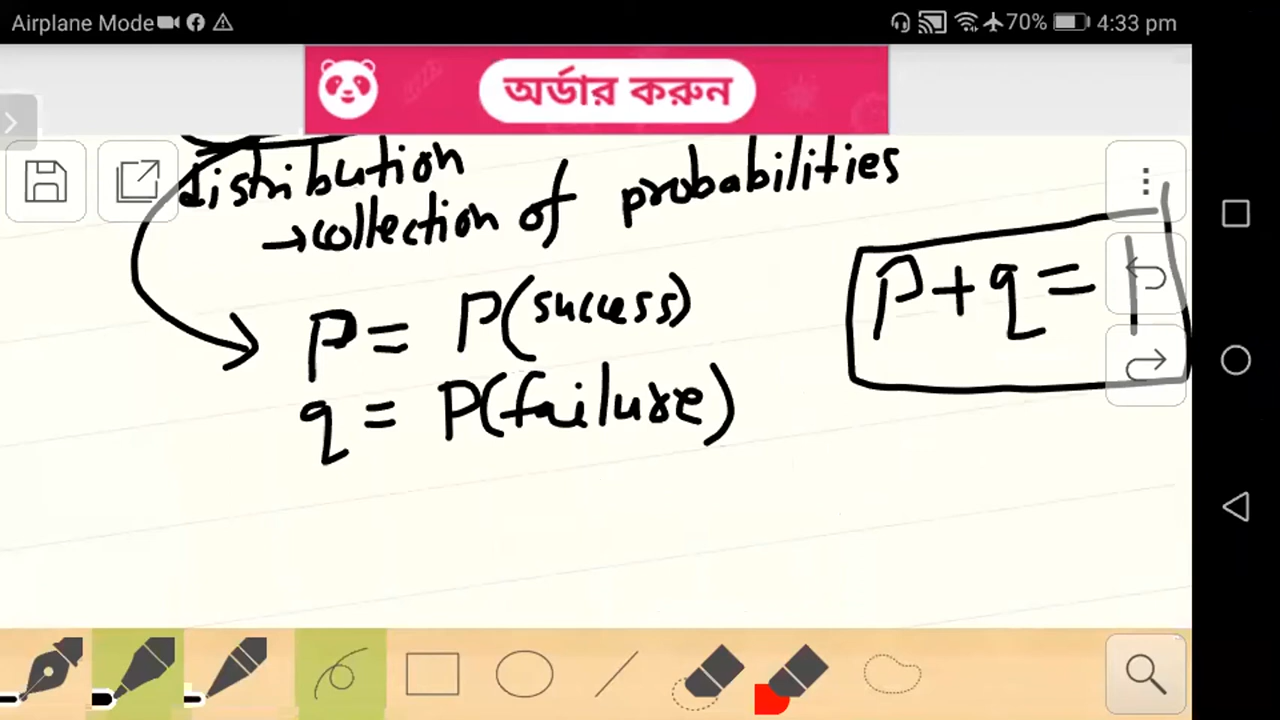 Airplane Mode 70% 4:33 pm
অর্ডার করুন
distribution
→collection of probabilities
p = P(success)
q = P(failure)
p+q=1